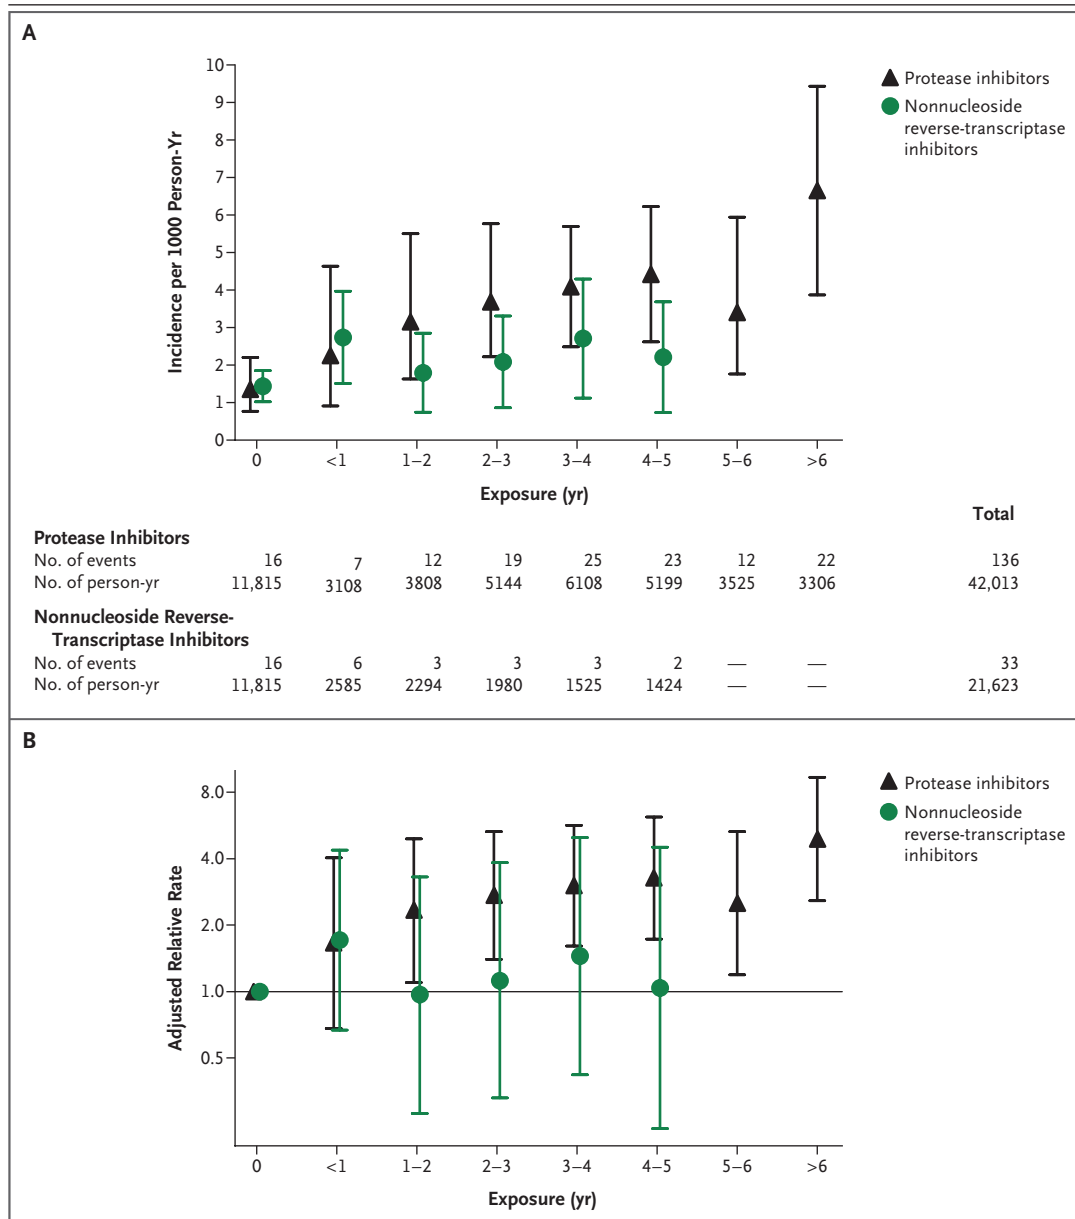 A
10
9
8
7
6
5
4
3
2
1
0
Incidence per 1000 Person-Yr
Protease inhibitors
Nonnucleoside
reverse-transcriptase
inhibitors
0 <1 1–2 2–3 3–4 4–5 5–6 >6
Exposure (yr)
Total
Protease Inhibitors
No. of events 16 7 12 19 25 23 12 22 136
No. of person-yr 11,815 3108 3808 5144 6108 5199 3525 3306 42,013
Nonnucleoside Reverse-
Transcriptase Inhibitors
No. of events 16 6 3 3 3 2 — — 33
No. of person-yr 11,815 2585 2294 1980 1525 1424 — — 21,623
B
8.0
4.0
2.0
1.0
0.5
Adjusted Relative Rate
Protease inhibitors
Nonnucleoside
reverse-transcriptase
inhibitors
0 <1 1–2 2–3 3–4 4–5 5–6 >6
Exposure (yr)